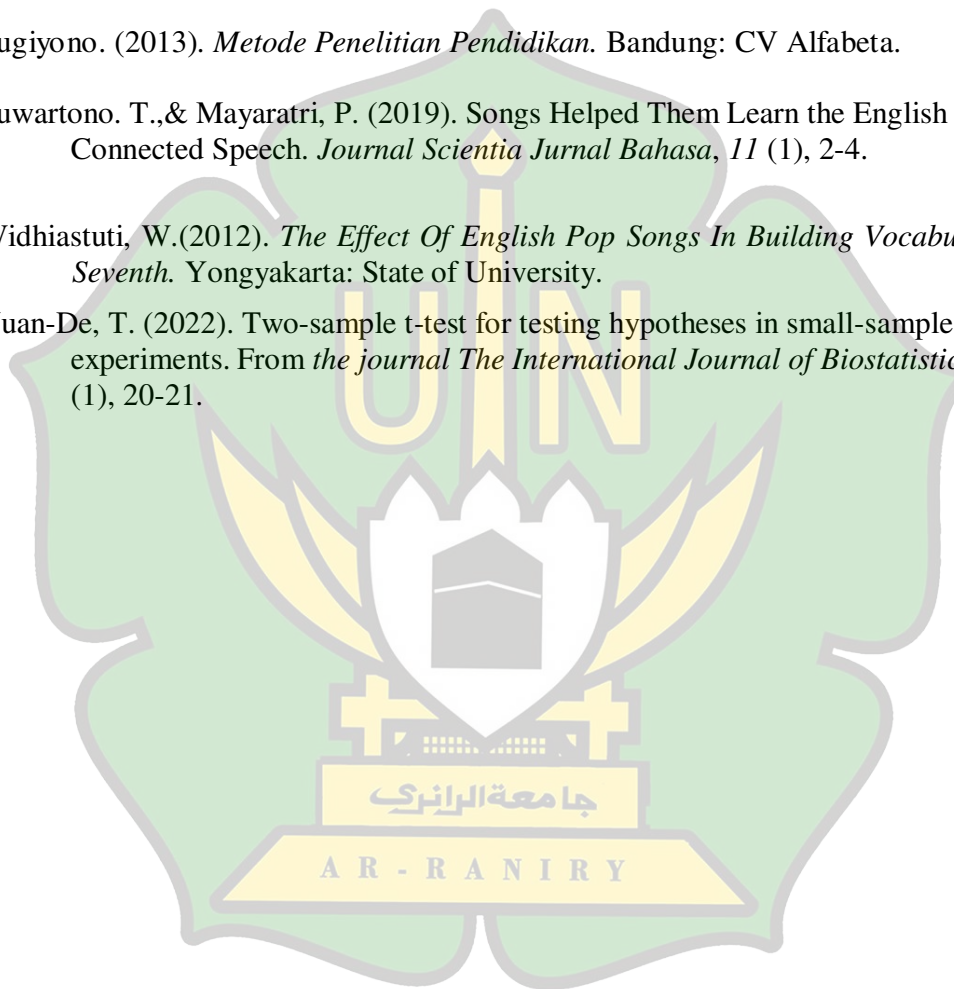 ugiyono. (2013). Metode Penelitian Pendidikan. Bandung: CV Alfabeta.
uwartono. T.,& Mayaratri, P. (2019). Songs Helped Them Learn the English
Connected Speech. Journal Scientia Jurnal Bahasa, 11 (1), 2-4.
idhiastuti, W.(2012). The Effect Of English Pop Songs In Building Vocabu
Seventh. Yongyakarta: State of University.
uan-De, T. (2022). Two-sample t-test for testing hypotheses in small-sample
experiments. From the journal The International Journal of Biostatistic
(1), 20-21.
UIN
جامعةالرانري
AR-RANIRY